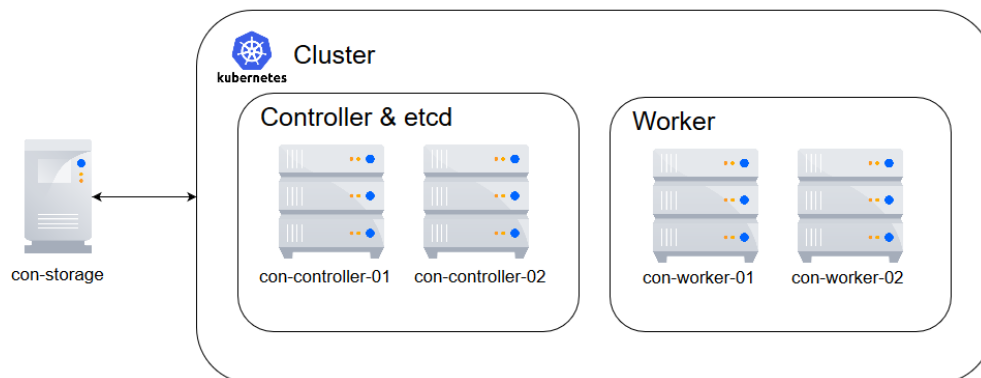 Cluster
kubernetes
Controller & etcd
Worker
con-storage
con-controller-01
con-controller-02
con-worker-01
con-worker-02